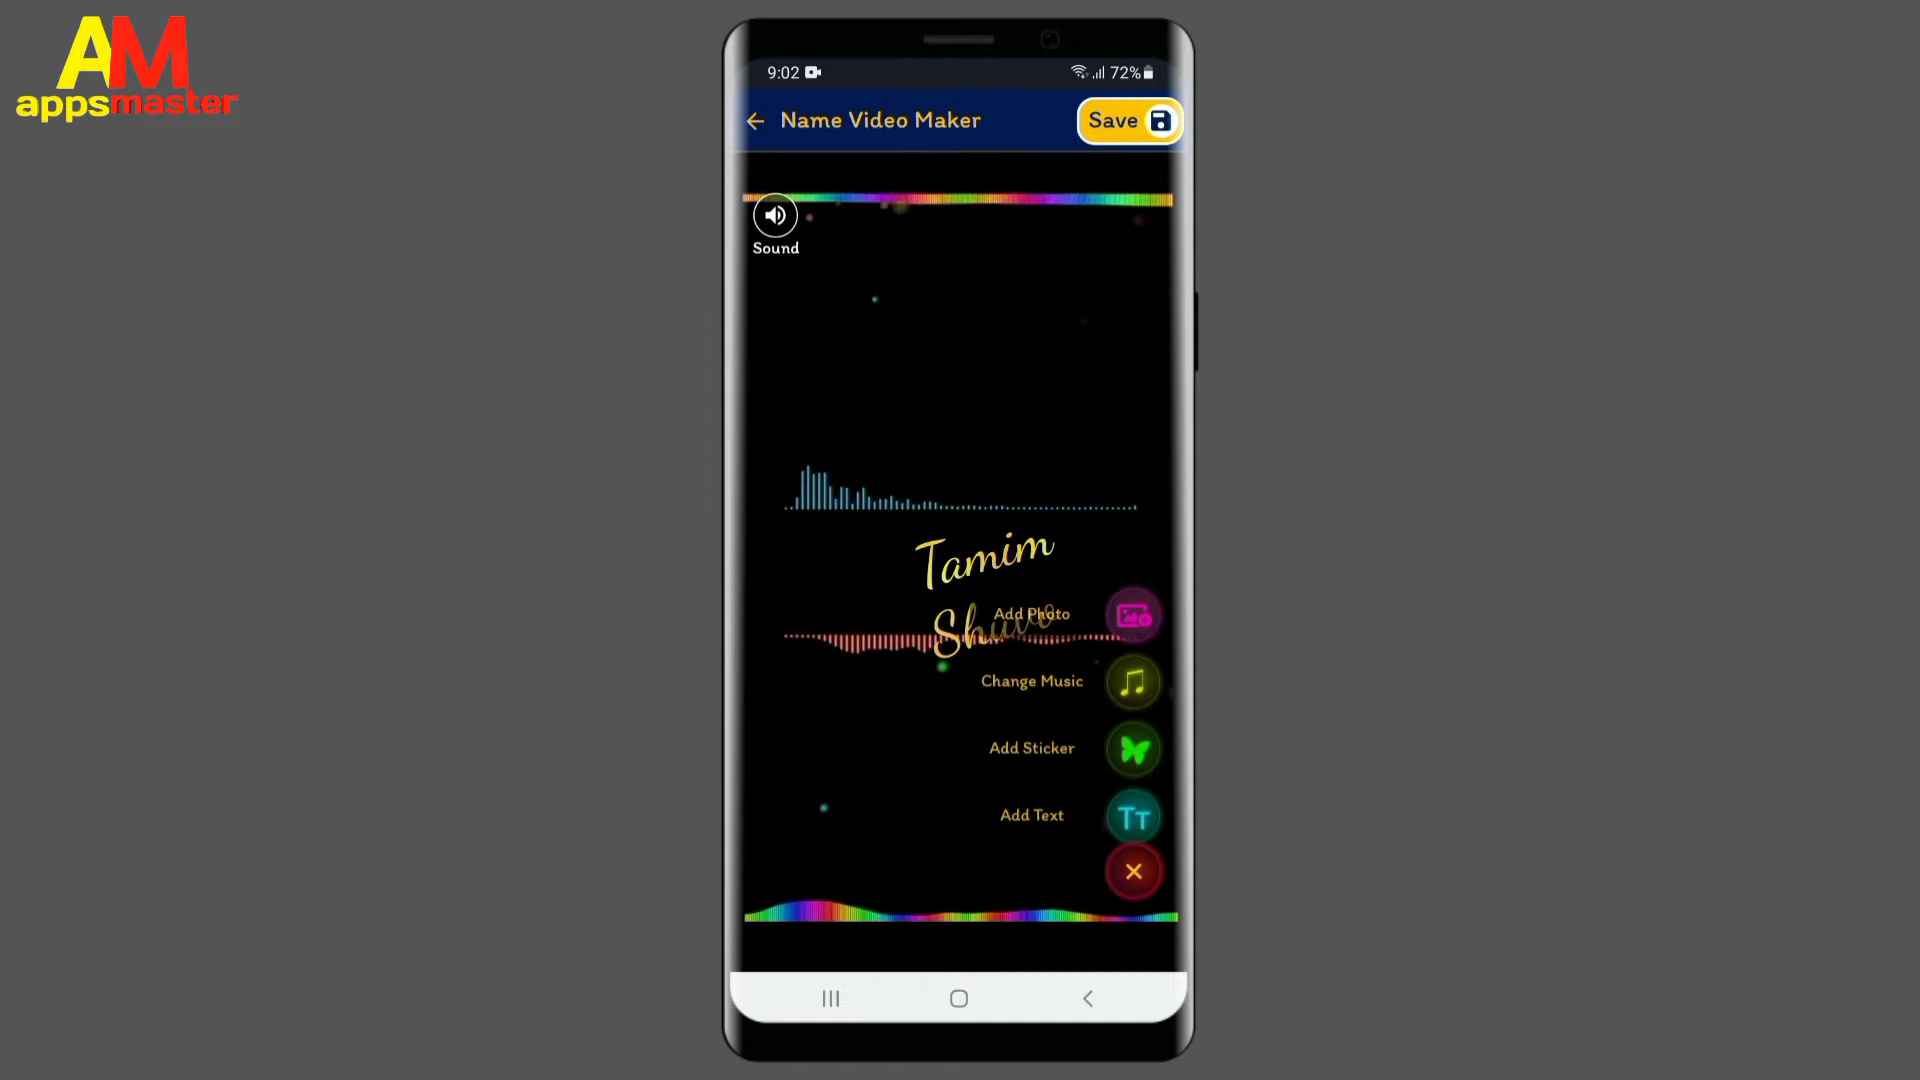 AM
appsmaster
9:02
72%
Name Video Maker
Save
Sound
Tamim
Add Photo
Change Music
Add Sticker
Add Text
TT